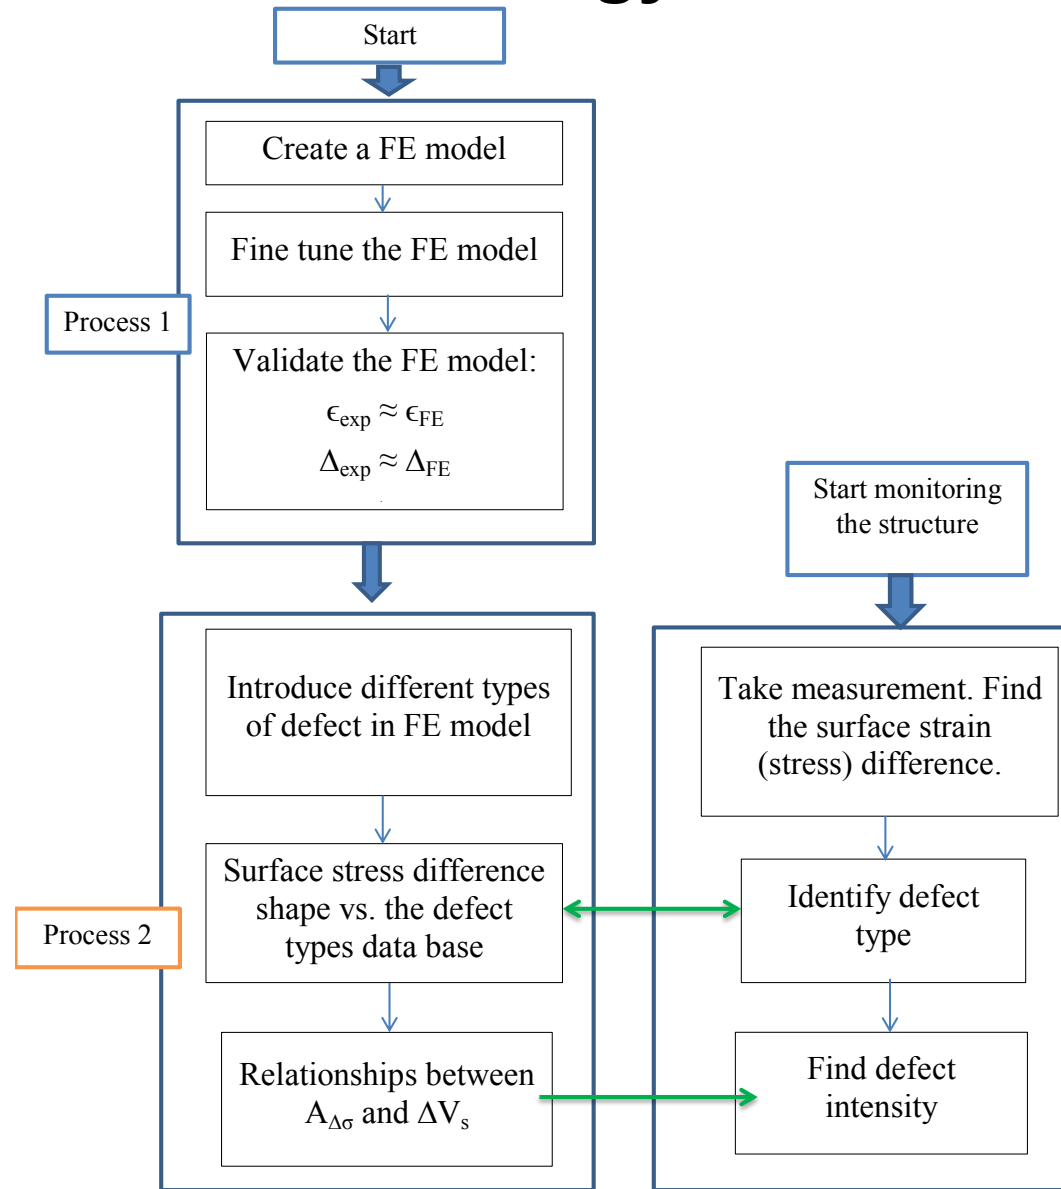 Start
Create a FE model
Fine tune the FE model
Process 1
Validate the FE model:
ϵexp ≈ ϵFE
Δexp ≈ ΔFE
Start monitoring
the structure
Introduce different types
of defect in FE model
Surface stress difference
shape vs. the defect
types data base
Process 2
Relationships between
AΔσ and ΔVs
Take measurement. Find
the surface strain
(stress) difference.
Identify defect
type
Find defect
intensity